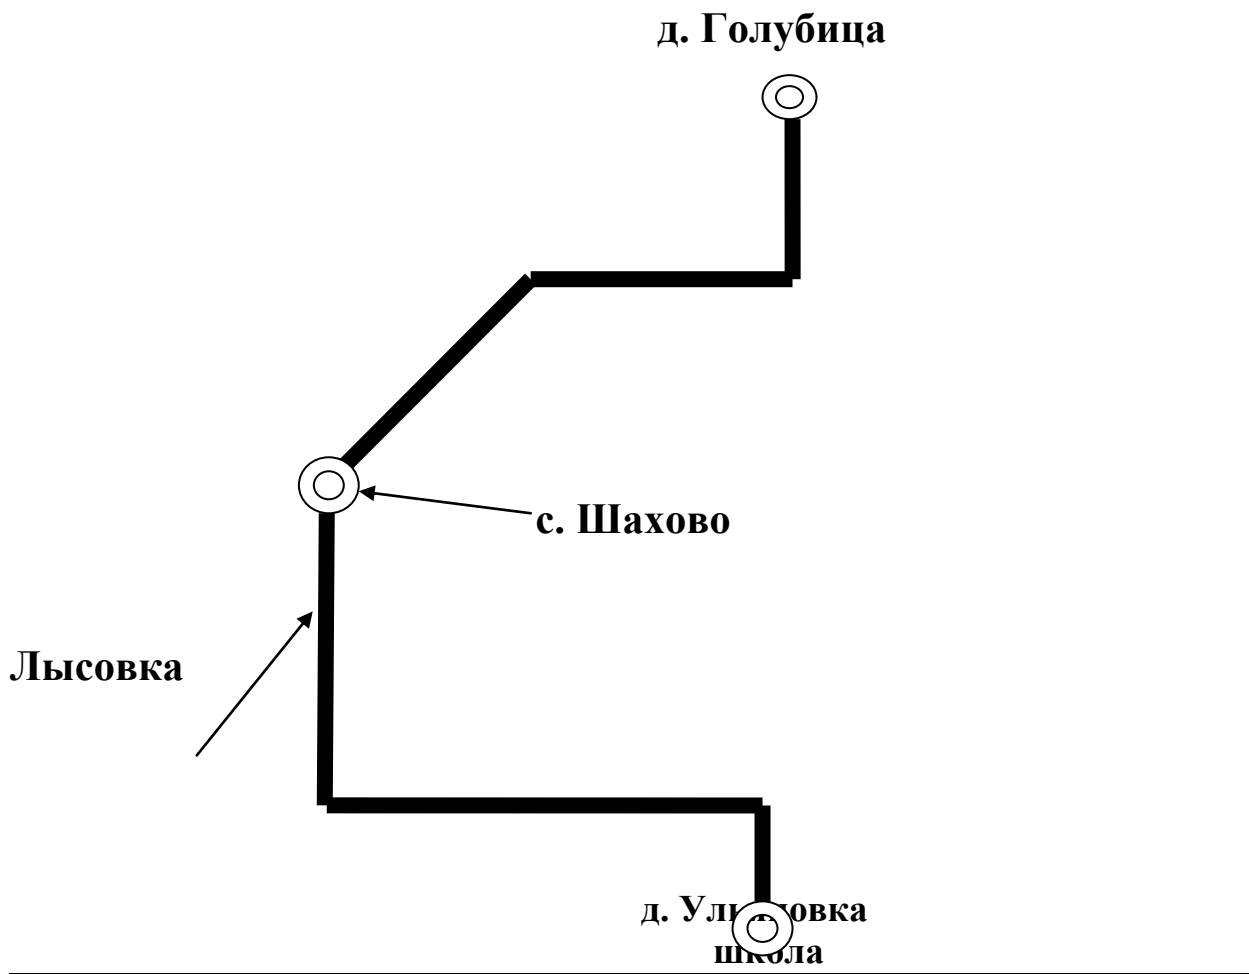 д. Голубица
с. Шахово
Лысовка
д.
школа